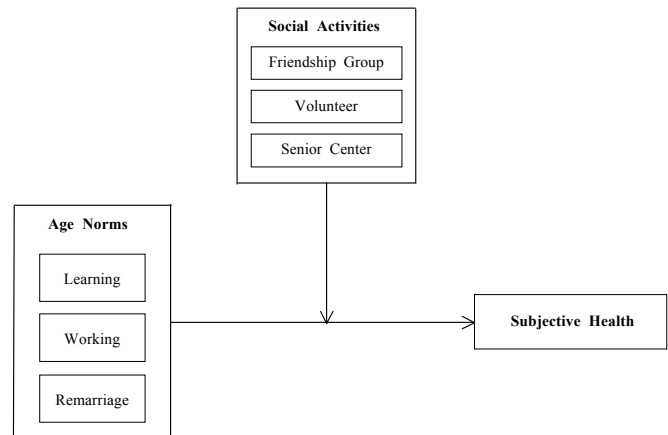 Social Activities
Friendship Group
Volunteer
Senior Center
Age Norms
Learning
Working
Remarriage
Subjective Health